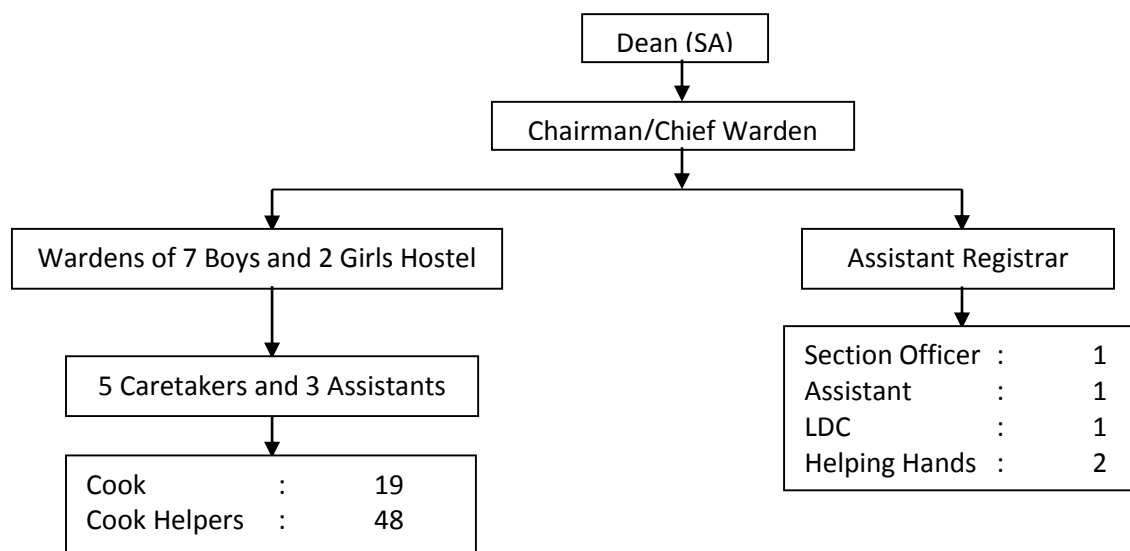 Dean (SA)
Chairman/Chief Warden
Wardens of 7 Boys and 2 Girls Hostel
Assistant Registrar
5 Caretakers and 3 Assistants
Section Officer : 1
Assistant : 1
LDC : 1
Helping Hands : 2
Cook : 19
Cook Helpers : 48